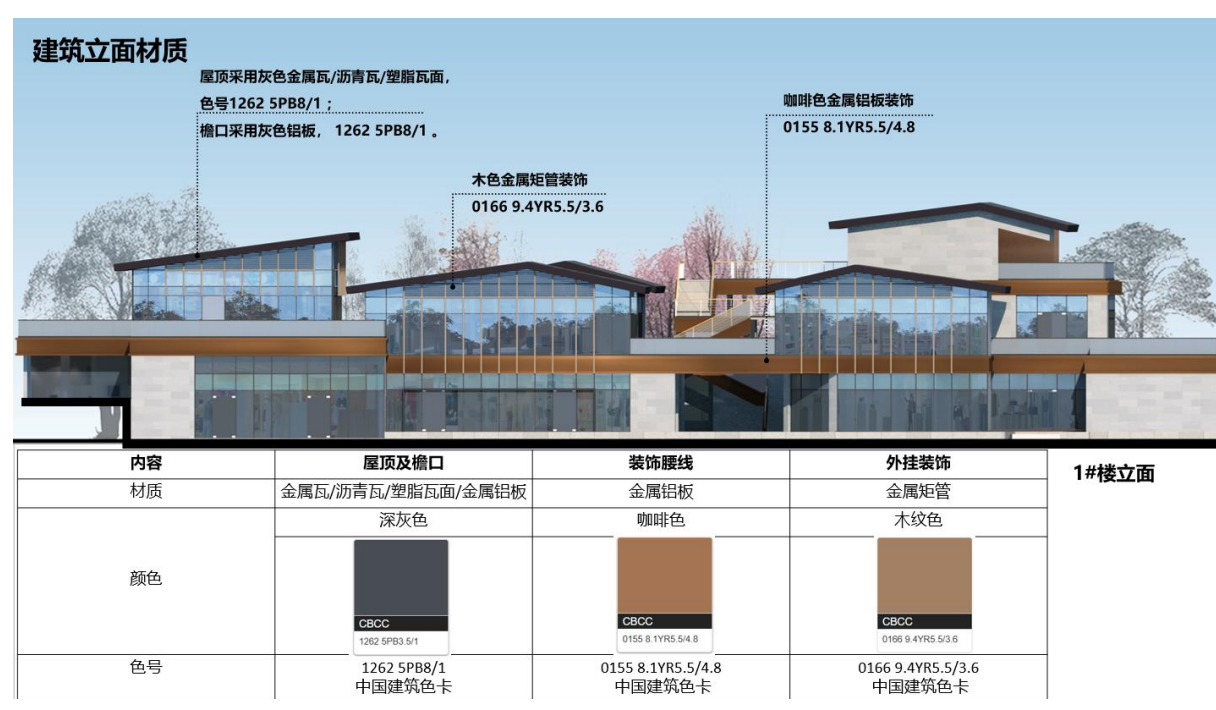 建筑立面材质
屋顶采用灰色金属瓦/沥青瓦/塑脂瓦面，
色号1262 5PB8/1；
檐口采用灰色铝板， 1262 5PB8/1 。
咖啡色金属铝板装饰
0155 8.1YR5.5/4.8
木色金属矩管装饰
0166 9.4YR5.5/3.6
内容 屋顶及檐口 装饰腰线 外挂装饰
1#楼立面
材质 金属瓦/沥青瓦/塑脂瓦面/金属铝板 金属铝板 金属矩管
颜色 深灰色 咖啡色 木纹色
CBCC CBCC CBCC
1262 5PB3.5/1 0155 8.1YR5.5/4.8 0166 9.4YR5.5/3.6
色号 1262 5PB8/1 0155 8.1YR5.5/4.8 0166 9.4YR5.5/3.6
中国建筑色卡 中国建筑色卡 中国建筑色卡